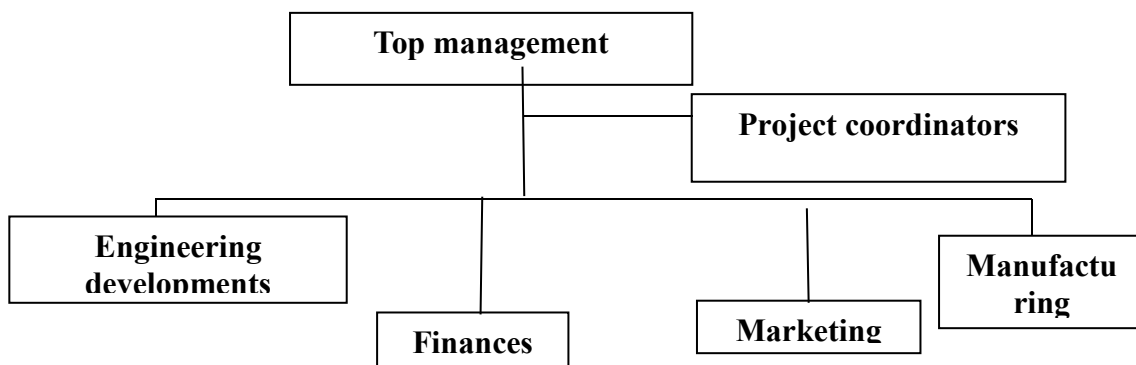 Top management
Project coordinators
Engineering
developments
Finances
Marketing
Manufactu
ring